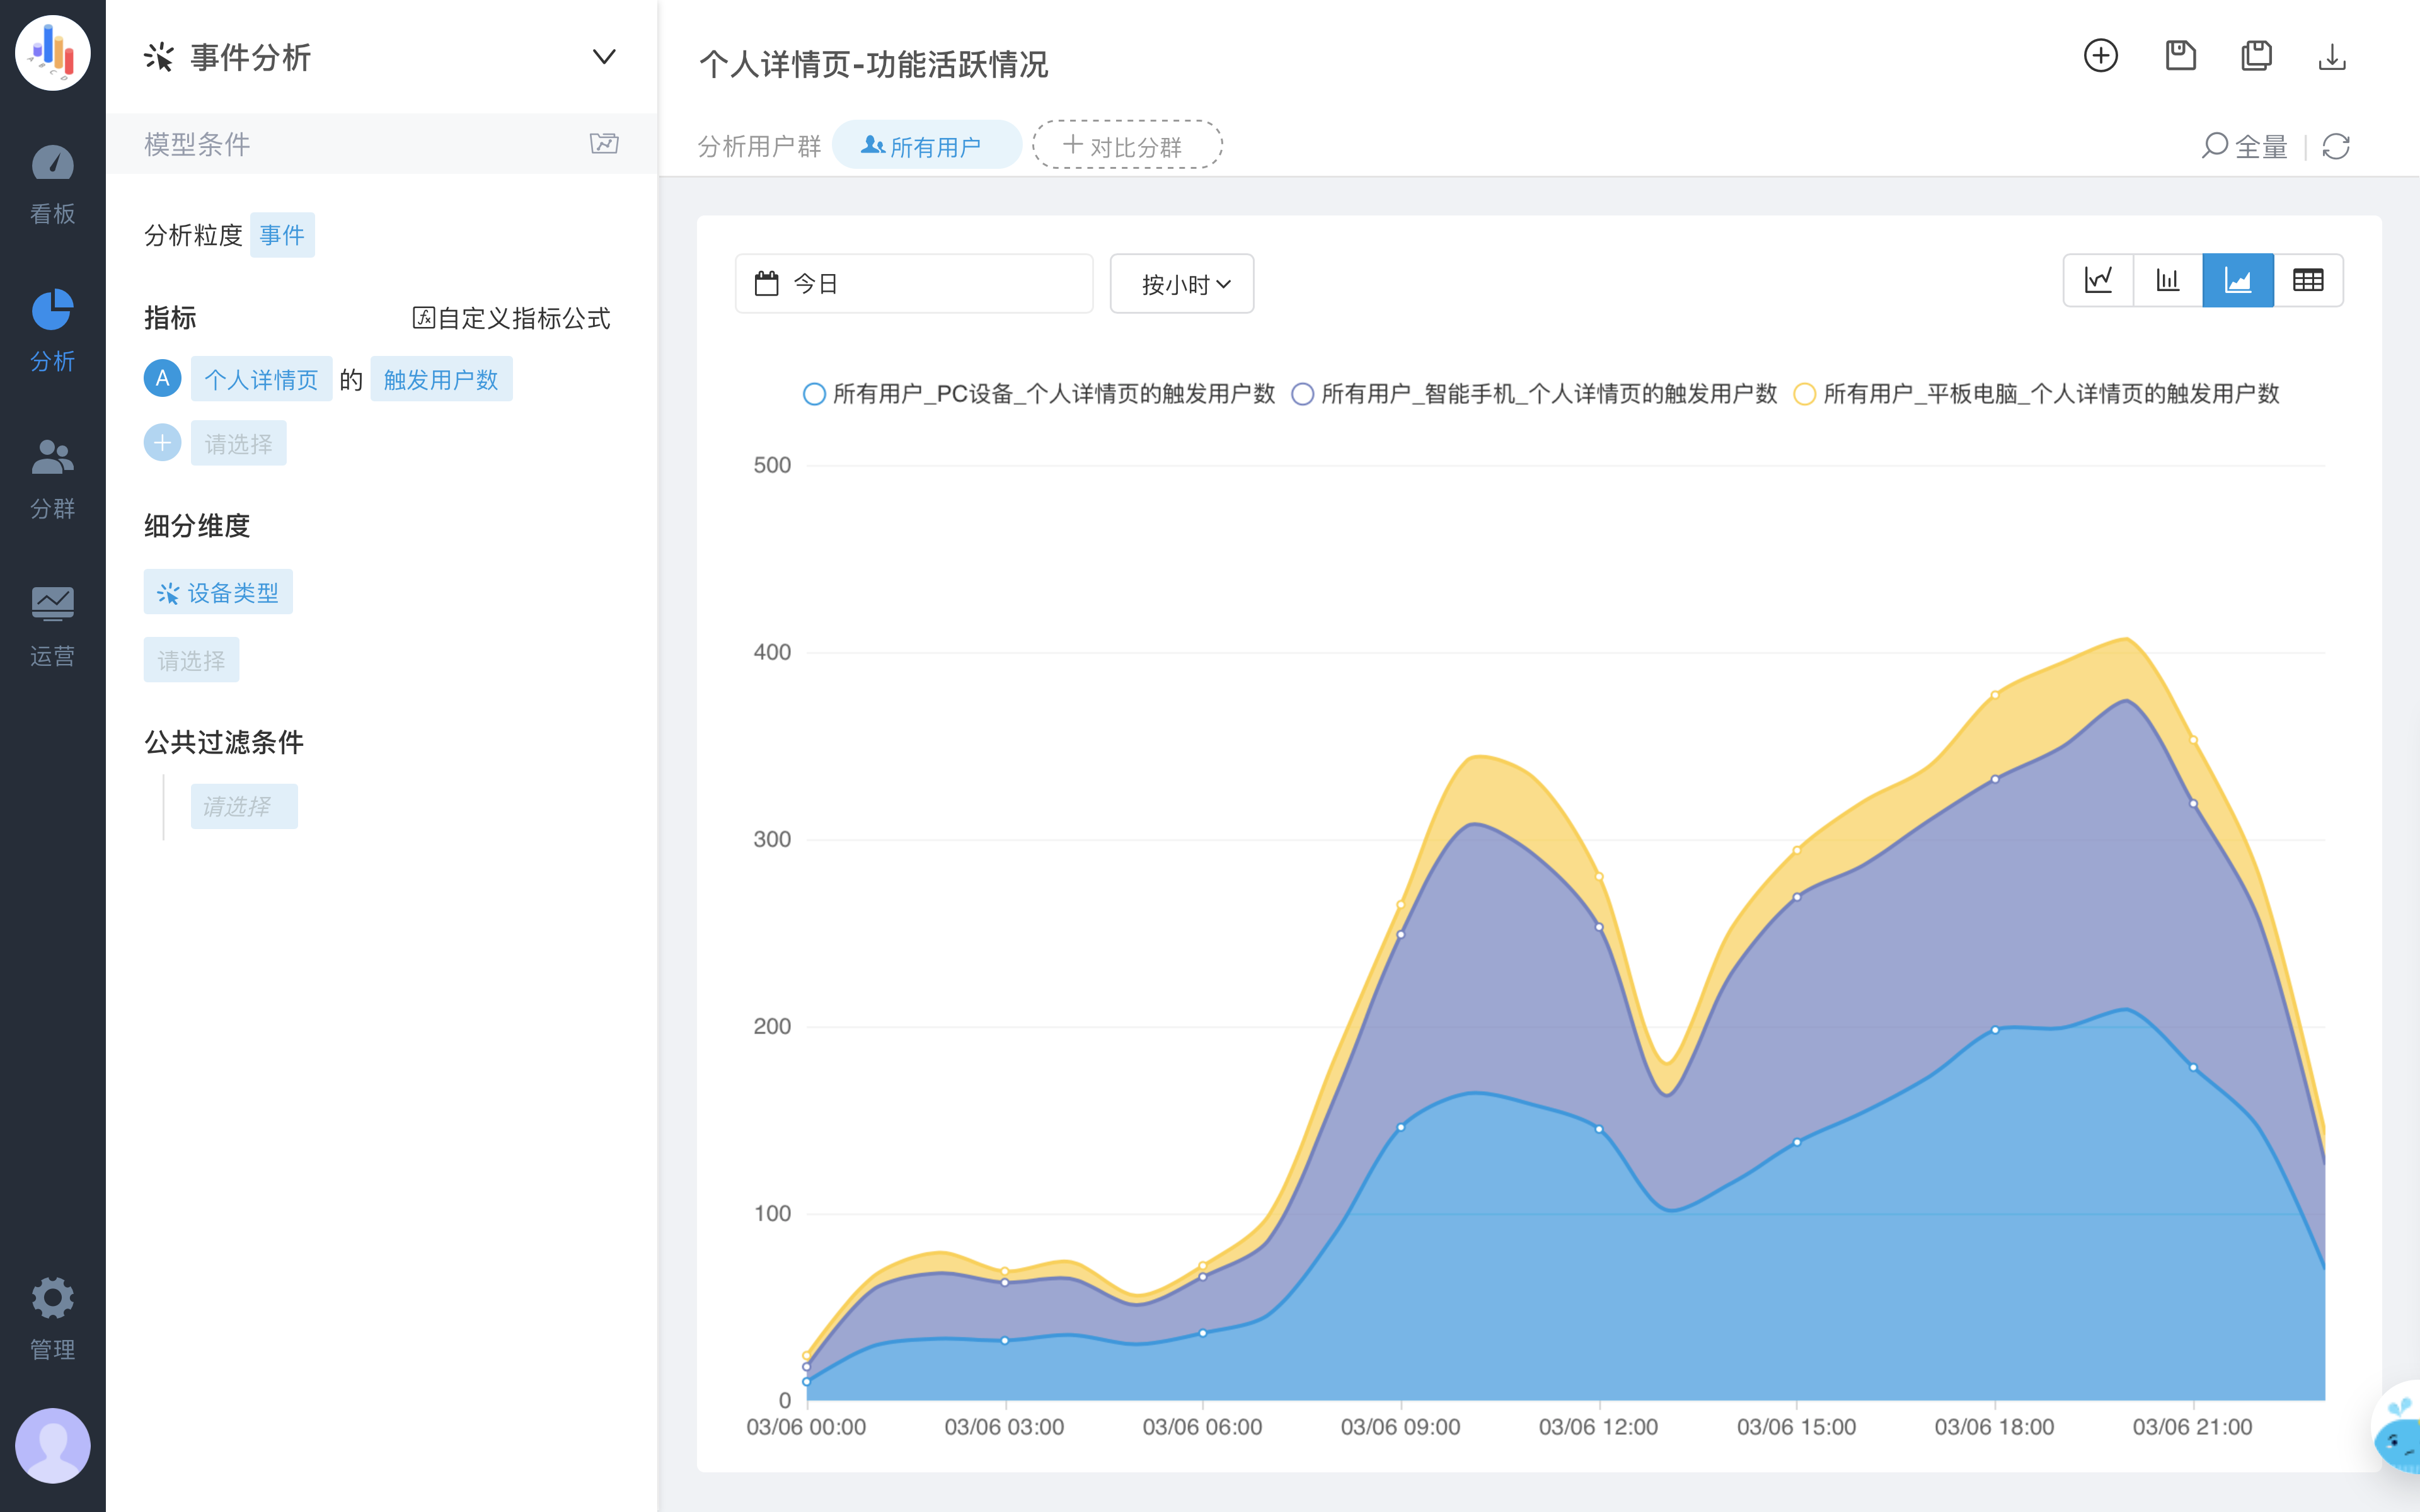 看板
分析
分群
运营
管理
事件分析
模型条件
分析粒度 事件
指标 自定义指标公式
A 个人详情页 的 触发用户数
请选择
细分维度
设备类型
请选择
公共过滤条件
请选择
个人详情页-功能活跃情况
分析用户群 所有用户 + 对比分群 全量
今日 按小时
所有用户_PC设备_个人详情页的触发用户数 所有用户_智能手机_个人详情页的触发用户数 所有用户_平板电脑_个人详情页的触发用户数
500
400
300
200
100
0
03/06 00:00 03/06 03:00 03/06 06:00 03/06 09:00 03/06 12:00 03/06 15:00 03/06 18:00 03/06 21:00